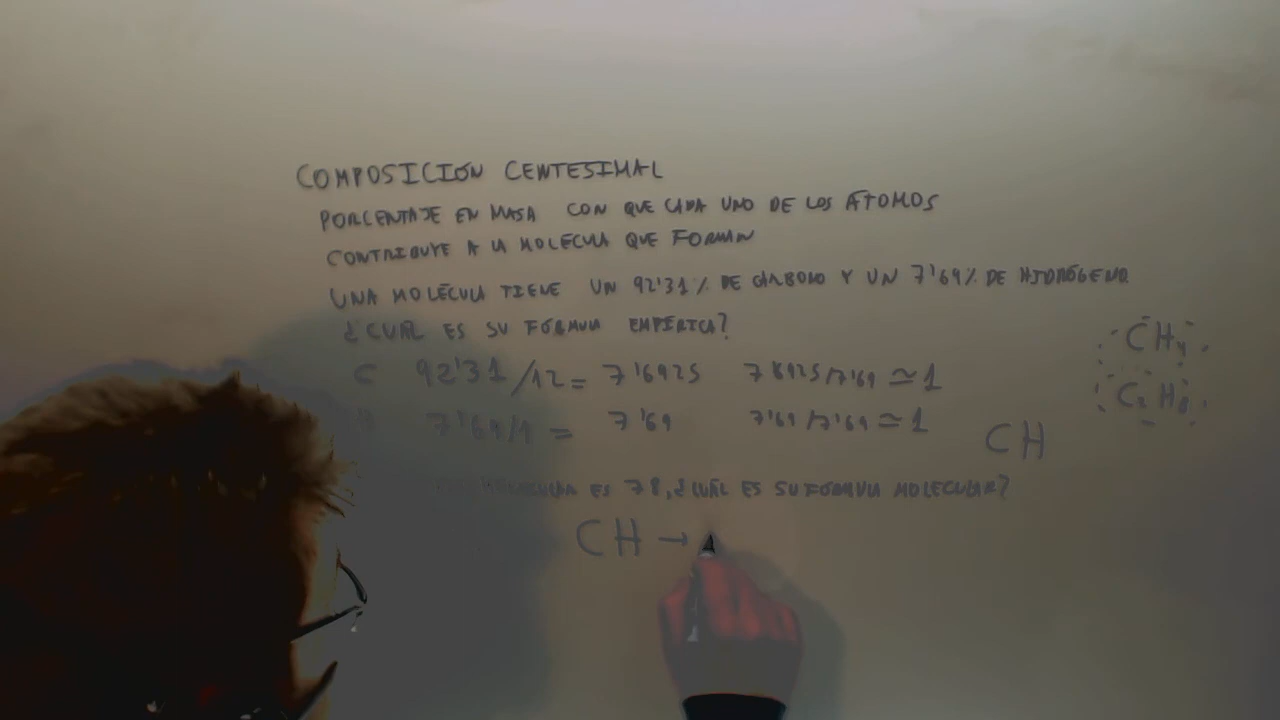 COMPOSICIÓN CENTESIMAL
PORCENTAJE EN MASA CON QUE CADA UNO DE LOS ÁTOMOS
CONTRIBUYE A LA MOLÉCULA QUE FORMAN
UNA MOLÉCULA TIENE UN 92'31% DE CARBONO Y UN 7'69% DE HIDRÓGENO.
¿CUÁL ES SU FÓRMULA EMPÍRICA?
CH4
C 92'31/12 = 7'6925 7'6925/7'69 ≃ 1
C2 H6
7'69/1 = 7'69 7'69/7'69 ≃ 1
CH
ES 78, ¿CUÁL ES SU FÓRMULA MOLECULAR?
CH →